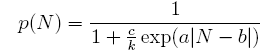 p(N) = \frac{1}{1 + \frac{c}{k} \exp(a|N - b|)}